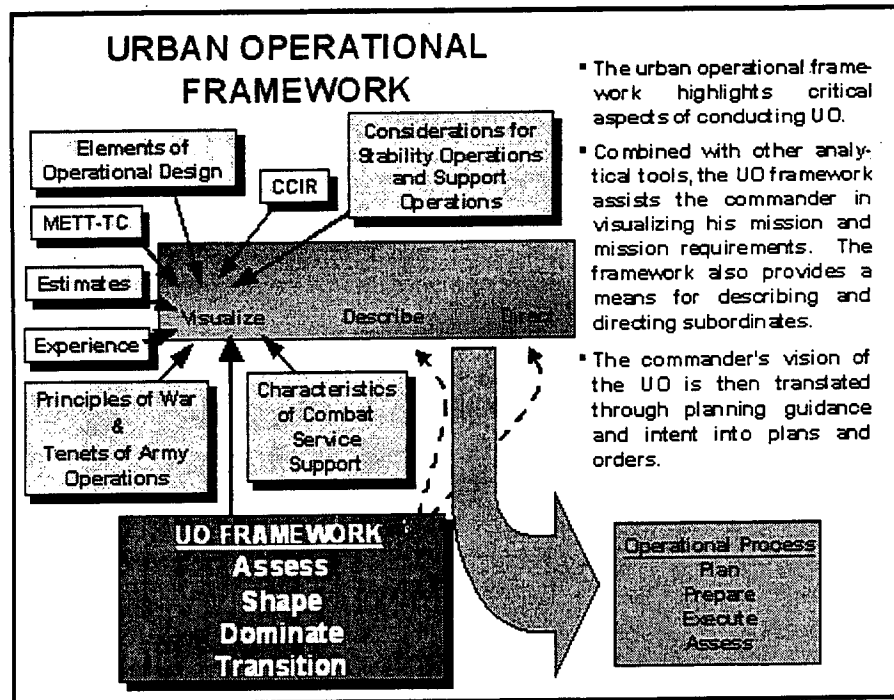 URBAN OPERATIONAL
FRAMEWORK
Elements of
Operational Design
CCIR
Considerations for
Stability Operations
and Support
Operations
METT-TC
Estimates
Experience
Visualize
Describe
Direct
Principles of War
&
Tenets of Army
Operations
Characteristics
of Combat
Service
Support
UO FRAMEWORK
Assess
Shape
Dominate
Transition
Operational Process
Plan
Prepare
Execute
Assess
▪ The urban operational frame-
work highlights critical
aspects of conducting UO.
▪ Combined with other analy-
tical tools, the UO framework
assists the commander in
visualizing his mission and
mission requirements. The
framework also provides a
means for describing and
directing subordinates.
▪ The commander's vision of
the UO is then translated
through planning guidance
and intent into plans and
orders.